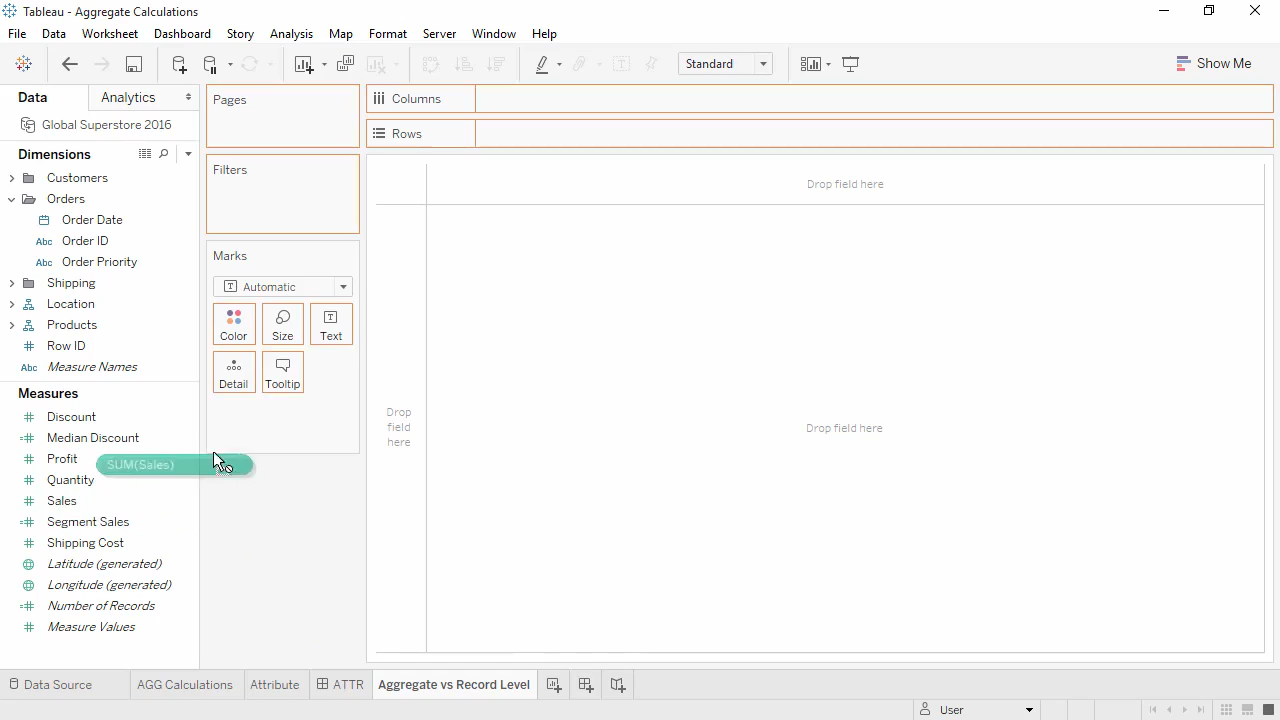 Tableau - Aggregate Calculations
File Data Worksheet Dashboard Story Analysis Map Format Server Window Help
Standard
Show Me
Data
Analytics
Global Superstore 2016
Dimensions
Customers
Orders
Order Date
Abc Order ID
Abc Order Priority
Shipping
Location
Products
# Row ID
Abc Measure Names
Measures
# Discount
=# Median Discount
# Profit
SUM(Sales)
# Quantity
# Sales
=# Segment Sales
# Shipping Cost
Latitude (generated)
Longitude (generated)
=# Number of Records
# Measure Values
Pages
Filters
Marks
T Automatic
Color
Size
T Text
Detail
Tooltip
Columns
Rows
Drop field here
Drop
field
here
Drop field here
Data Source
AGG Calculations
Attribute
ATTR
Aggregate vs Record Level
User